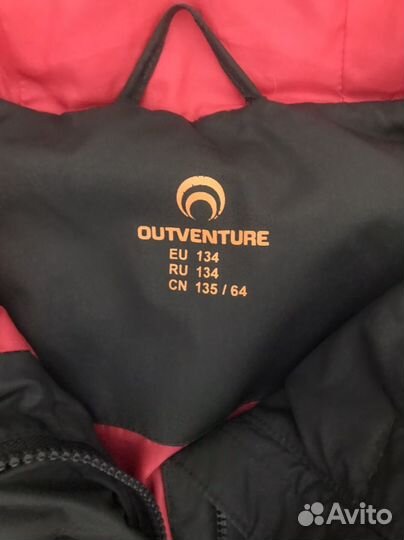 OUTVENTURE
EU 134
RU 134
CN 135 / 64
Avito